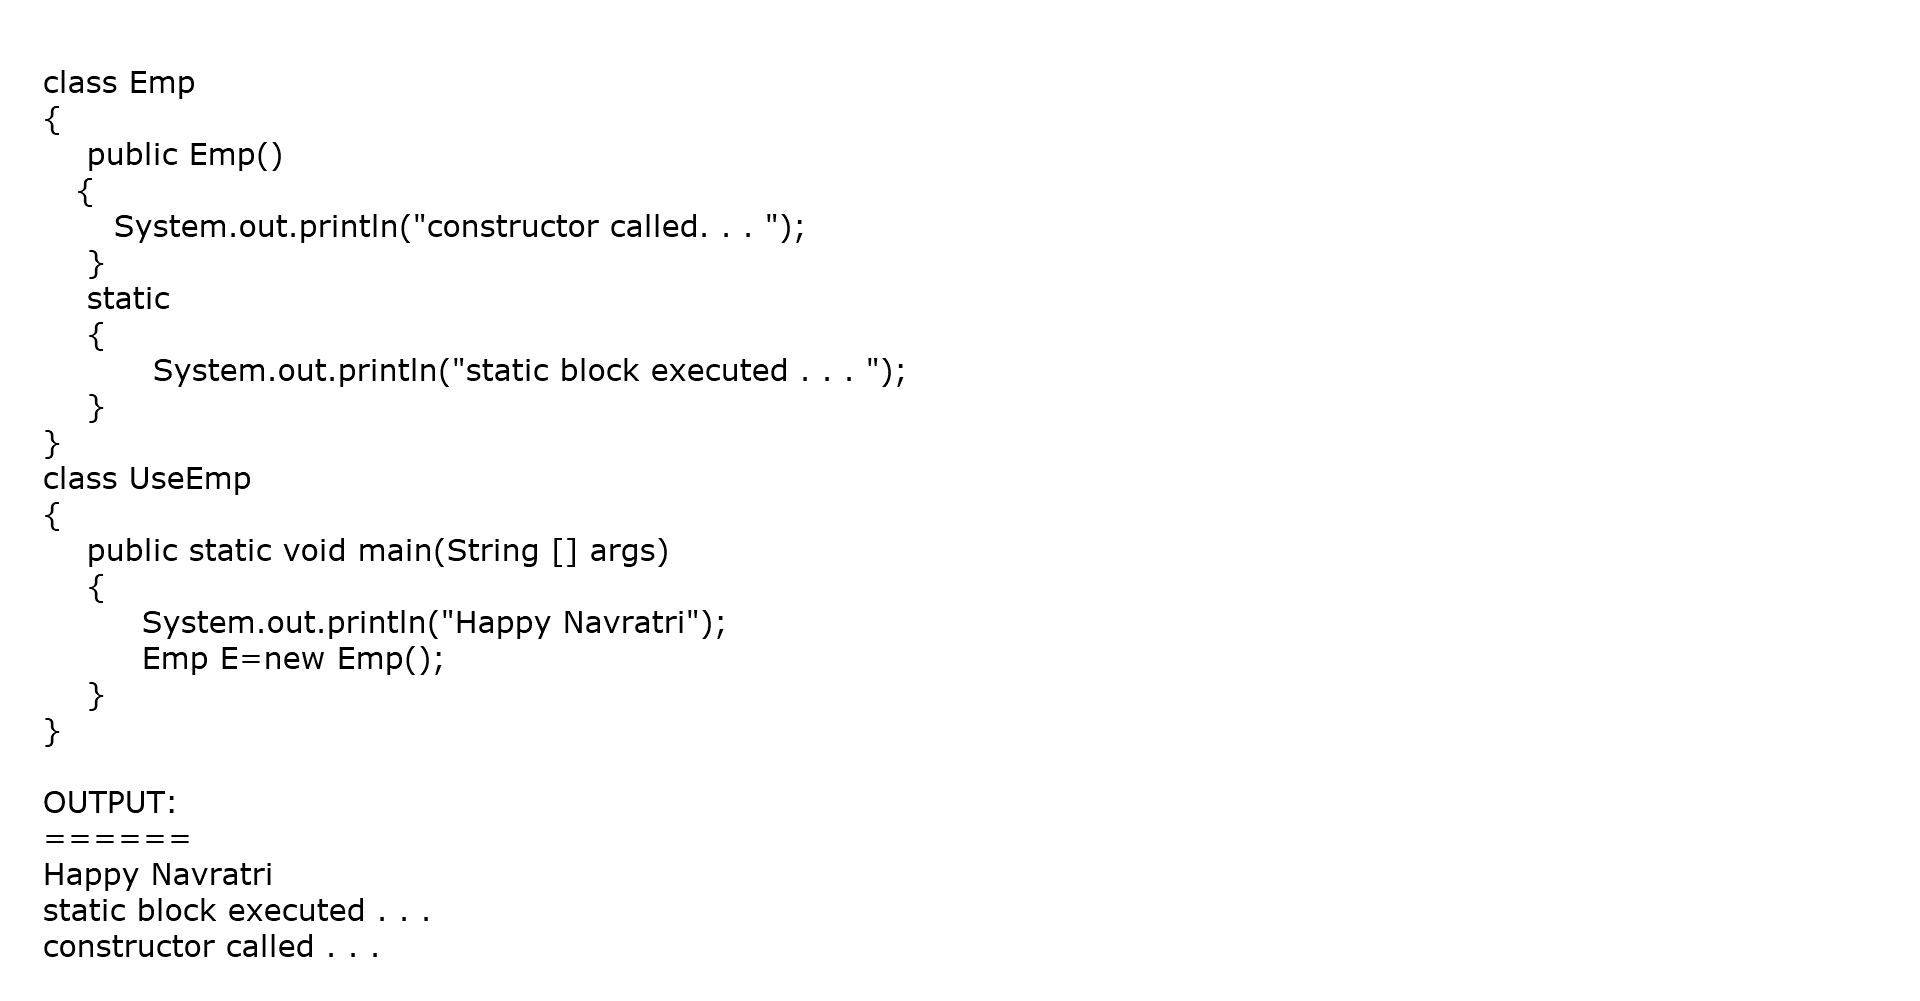 class Emp
{
public Emp()
{
System.out.println("constructor called. . . ");
}
static
{
System.out.println("static block executed . . . ");
}
}
class UseEmp
{
public static void main(String [] args)
{
System.out.println("Happy Navratri");
Emp E=new Emp();
}
}
OUTPUT:
======
Happy Navratri
static block executed . . .
constructor called . . .